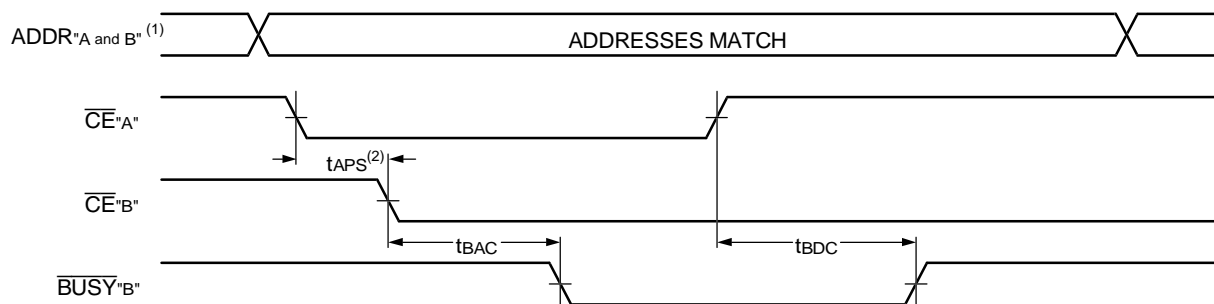 ADDR"A and B" (1)
ADDRESSES MATCH
CE"A"
tAPS(2)
CE"B"
tBAC
tBDC
BUSY"B"